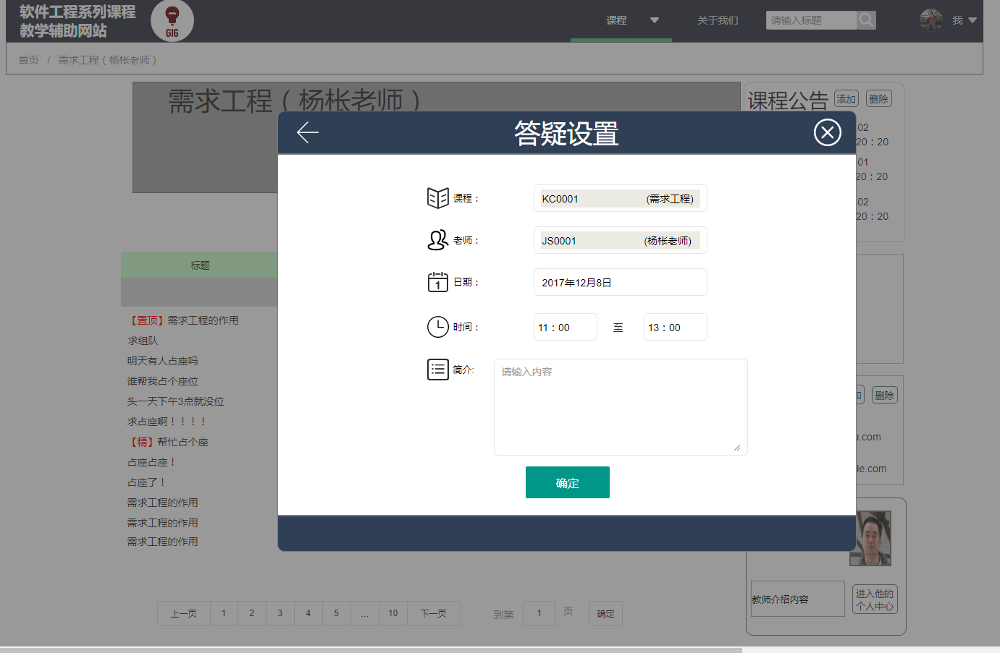 软件工程系列课程
教学辅助网站
G16
课程
关于我们
请输入标题
我
首页 / 需求工程（杨枨老师）
需求工程（杨枨老师）
课程公告
添加
删除
02
20：20
01
20：20
02
20：20
答疑设置
课程：
KC0001 (需求工程)
老师：
JS0001 (杨枨老师)
日期：
2017年12月8日
时间：
11：00 至 13：00
简介:
请输入内容
确定
标题
【置顶】需求工程的作用
求组队
明天有人占座吗
谁帮我占个座位
头一天下午3点就没位
求占座啊！！！！
【精】帮忙占个座
占座占座！
占座了！
需求工程的作用
需求工程的作用
需求工程的作用
加
删除
u.com
le.com
教师介绍内容
进入他的
个人中心
上一页 1 2 3 4 5 ... 10 下一页 到第 1 页 确定